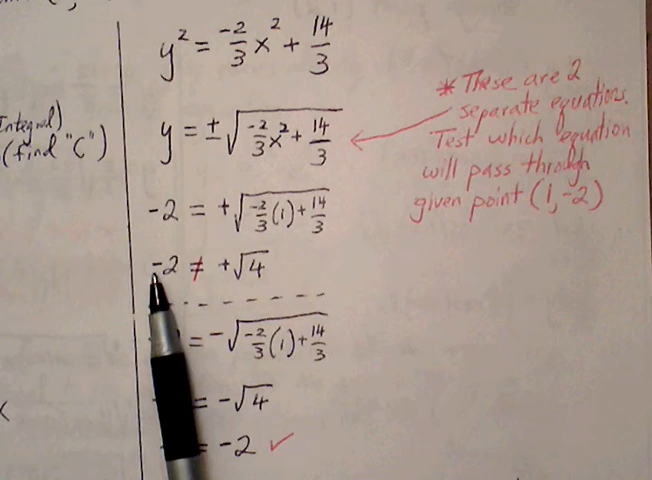 y² = -2/3 x² + 14/3
Integral)
(find "C")
y = ± √(-2/3 x² + 14/3)
* These are 2
separate equations.
Test which equation
will pass through
given point (1, -2)
-2 = +√(-2/3 (1) + 14/3)
-2 ≠ +√4
= -√(-2/3 (1) + 14/3)
= -√4
= -2 ✓